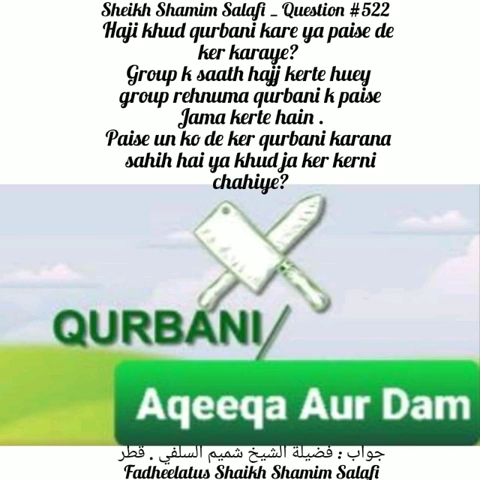 Sheikh Shamim Salafi _ Question #522
Haji khud qurbani kare ya paise de
ker karaye?
Group k saath hajj kerte huey
group rehnuma qurbani k paise
Jama kerte hain .
Paise un ko de ker qurbani karana
sahih hai ya khud ja ker kerni
chahiye?
QURBANI/
Aqeeqa Aur Dam
جواب : فضيلة الشيخ شميم السلفي . قطر
Fadheelatus Shaikh Shamim Salafi